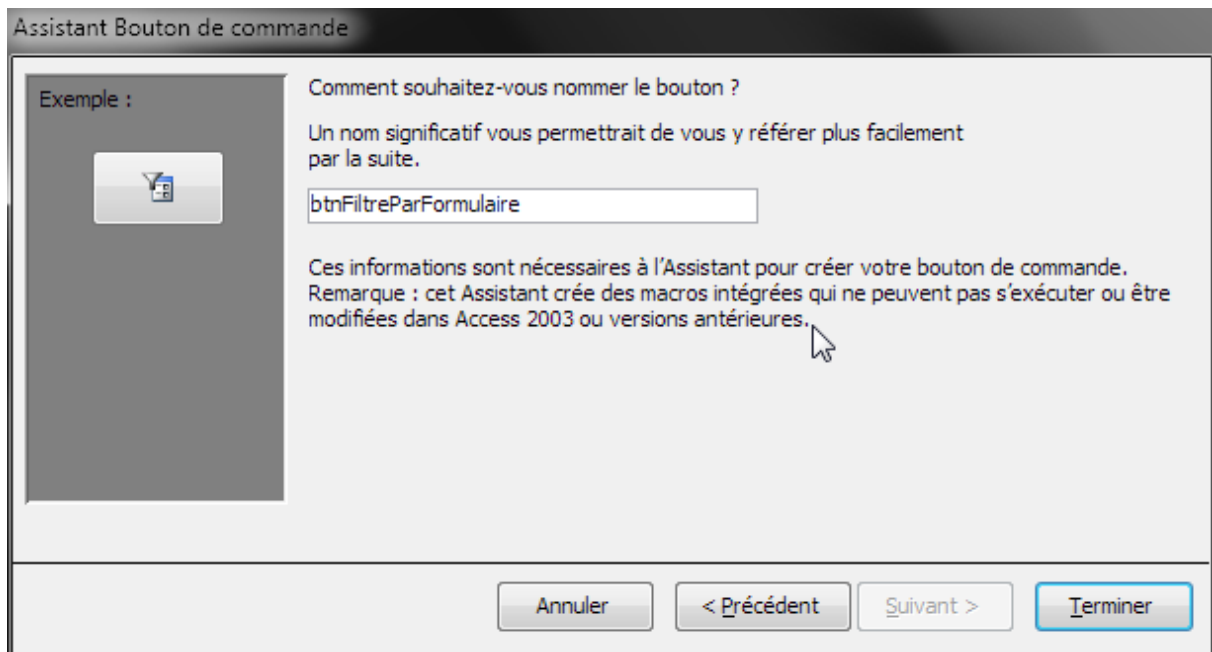 Assistant Bouton de commande
Exemple :
Comment souhaitez-vous nommer le bouton ?
Un nom significatif vous permettrait de vous y référer plus facilement
par la suite.
btnFiltreParFormulaire
Ces informations sont nécessaires à l'Assistant pour créer votre bouton de commande.
Remarque : cet Assistant crée des macros intégrées qui ne peuvent pas s'exécuter ou être
modifiées dans Access 2003 ou versions antérieures.
Annuler
< Précédent
Suivant >
Terminer